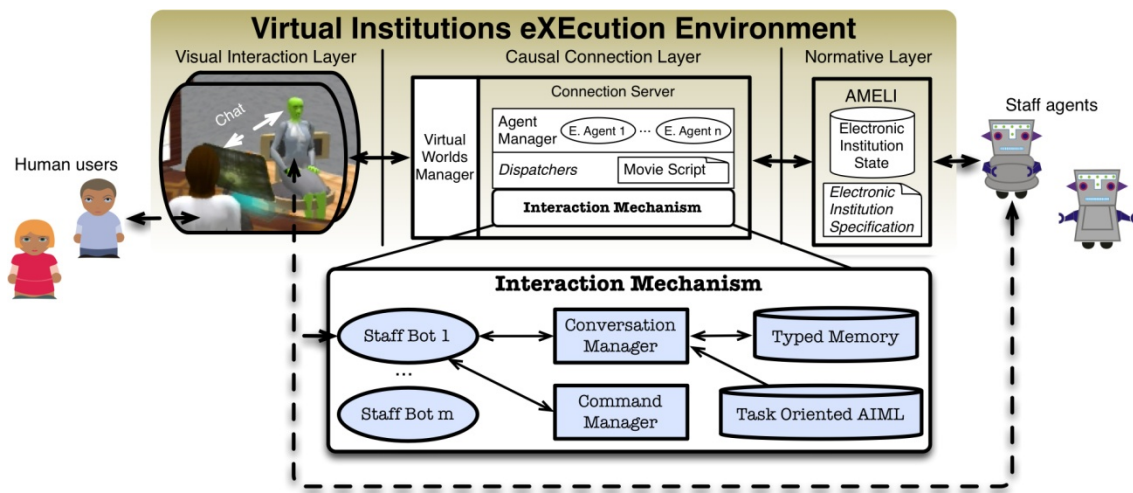 Virtual Institutions eXEcution Environment
Visual Interaction Layer
Causal Connection Layer
Normative Layer
Chat
Virtual
Worlds
Manager
Connection Server
Agent
Manager
E. Agent 1
...
E. Agent n
Dispatchers
Movie Script
Interaction Mechanism
AMELI
Electronic
Institution
State
Electronic
Institution
Specification
Human users
Staff agents
Interaction Mechanism
Staff Bot 1
...
Staff Bot m
Conversation
Manager
Command
Manager
Typed Memory
Task Oriented AIML